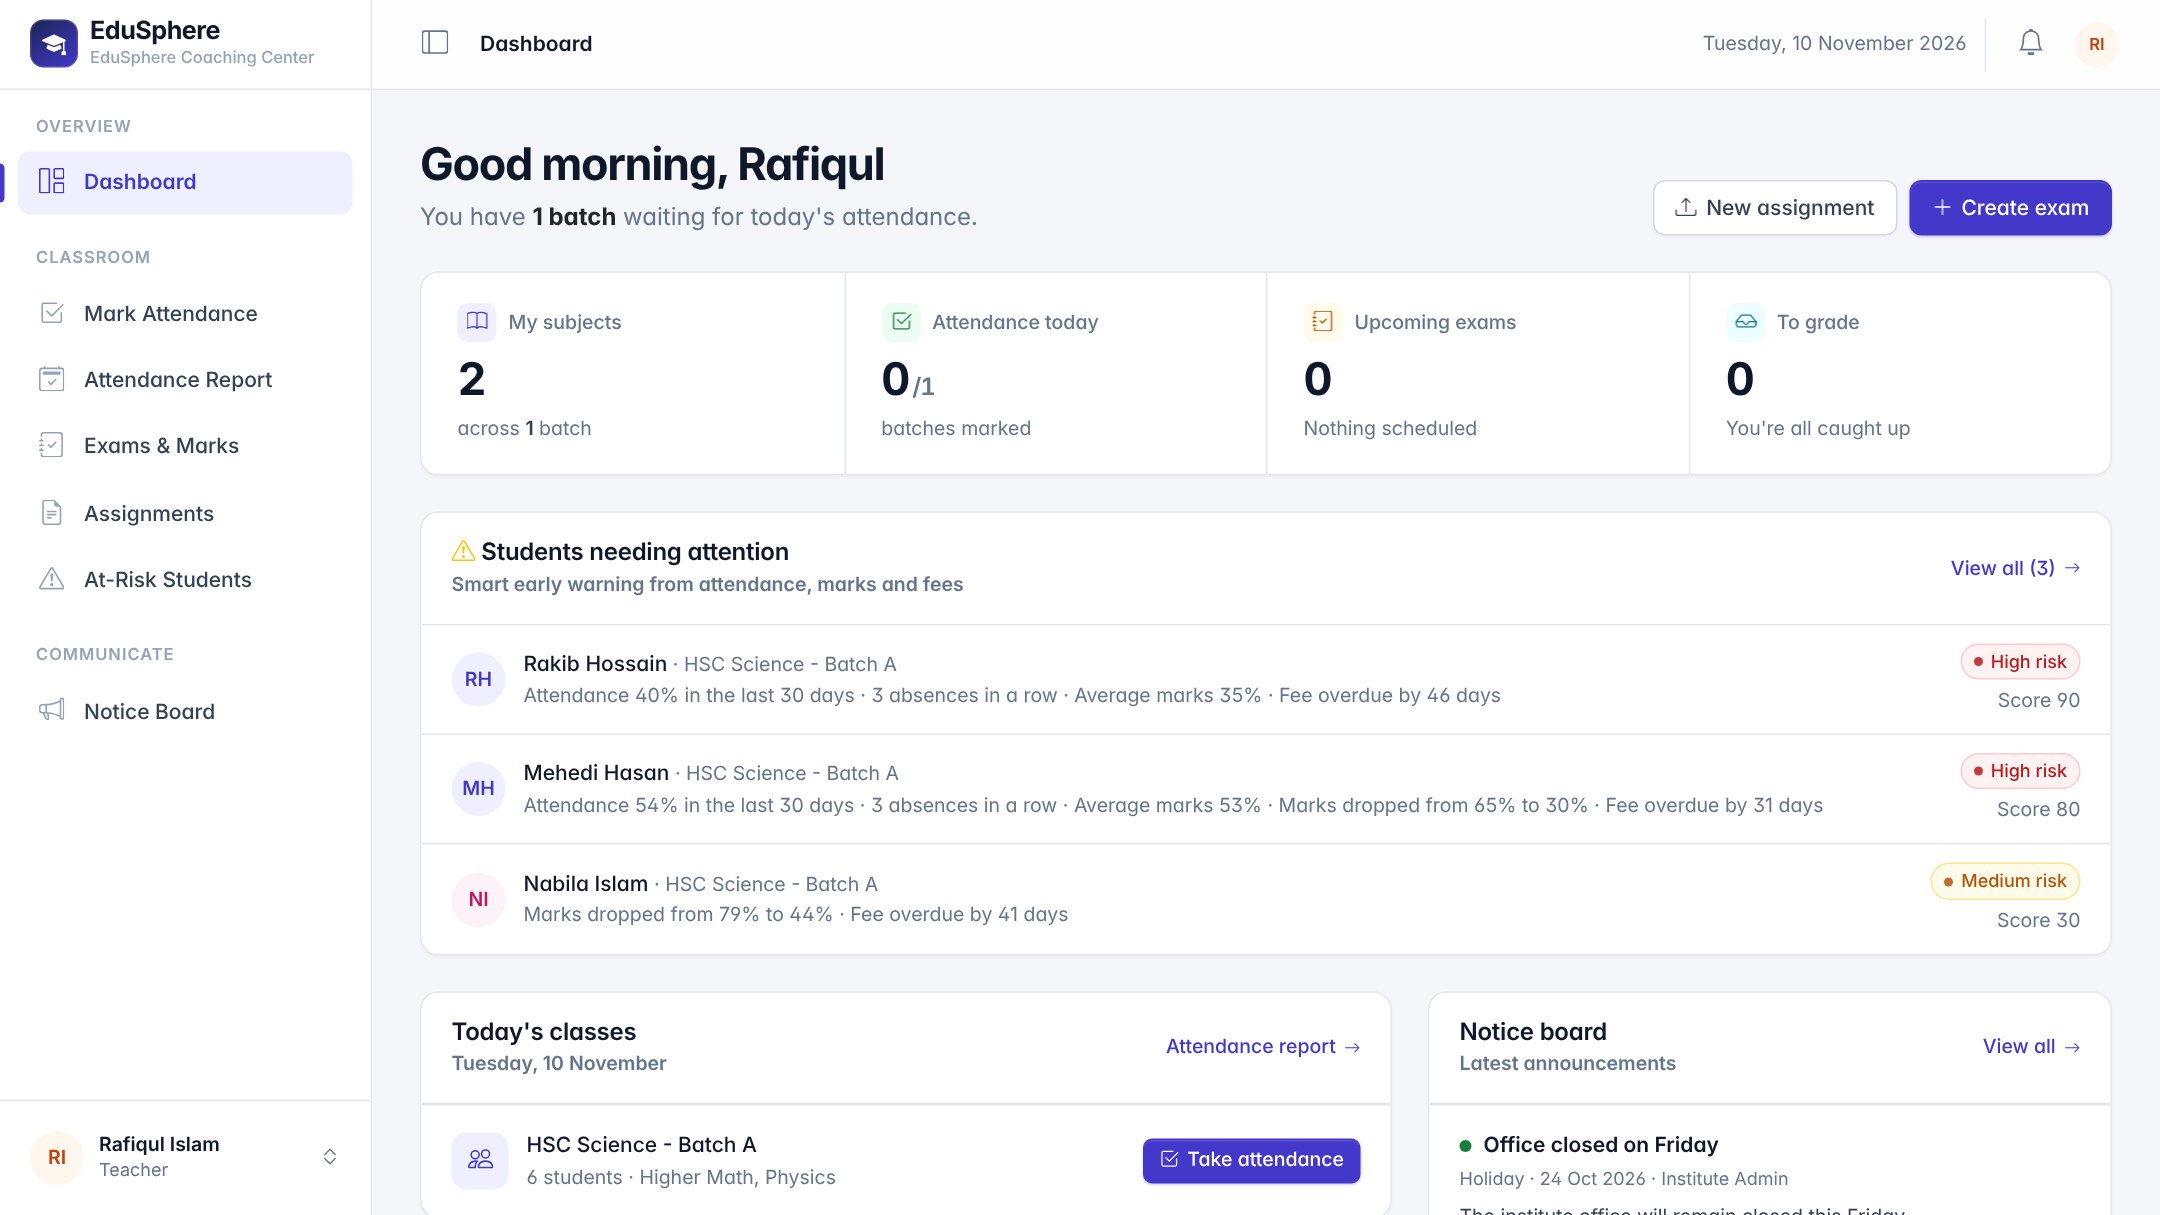 EduSphere
EduSphere Coaching Center
OVERVIEW
Dashboard
CLASSROOM
Mark Attendance
Attendance Report
Exams & Marks
Assignments
At-Risk Students
COMMUNICATE
Notice Board
RI
Rafiqul Islam
Teacher
Dashboard
Tuesday, 10 November 2026
RI
Good morning, Rafiqul
You have 1 batch waiting for today's attendance.
New assignment
Create exam
My subjects
2
across 1 batch
Attendance today
0/1
batches marked
Upcoming exams
0
Nothing scheduled
To grade
0
You're all caught up
Students needing attention
Smart early warning from attendance, marks and fees
View all (3) →
RH
Rakib Hossain · HSC Science - Batch A
Attendance 40% in the last 30 days · 3 absences in a row · Average marks 35% · Fee overdue by 46 days
High risk
Score 90
MH
Mehedi Hasan · HSC Science - Batch A
Attendance 54% in the last 30 days · 3 absences in a row · Average marks 53% · Marks dropped from 65% to 30% · Fee overdue by 31 days
High risk
Score 80
NI
Nabila Islam · HSC Science - Batch A
Marks dropped from 79% to 44% · Fee overdue by 41 days
Medium risk
Score 30
Today's classes
Tuesday, 10 November
Attendance report →
HSC Science - Batch A
6 students · Higher Math, Physics
Take attendance
Notice board
Latest announcements
View all →
Office closed on Friday
Holiday · 24 Oct 2026 · Institute Admin
The institute office will remain closed this Friday